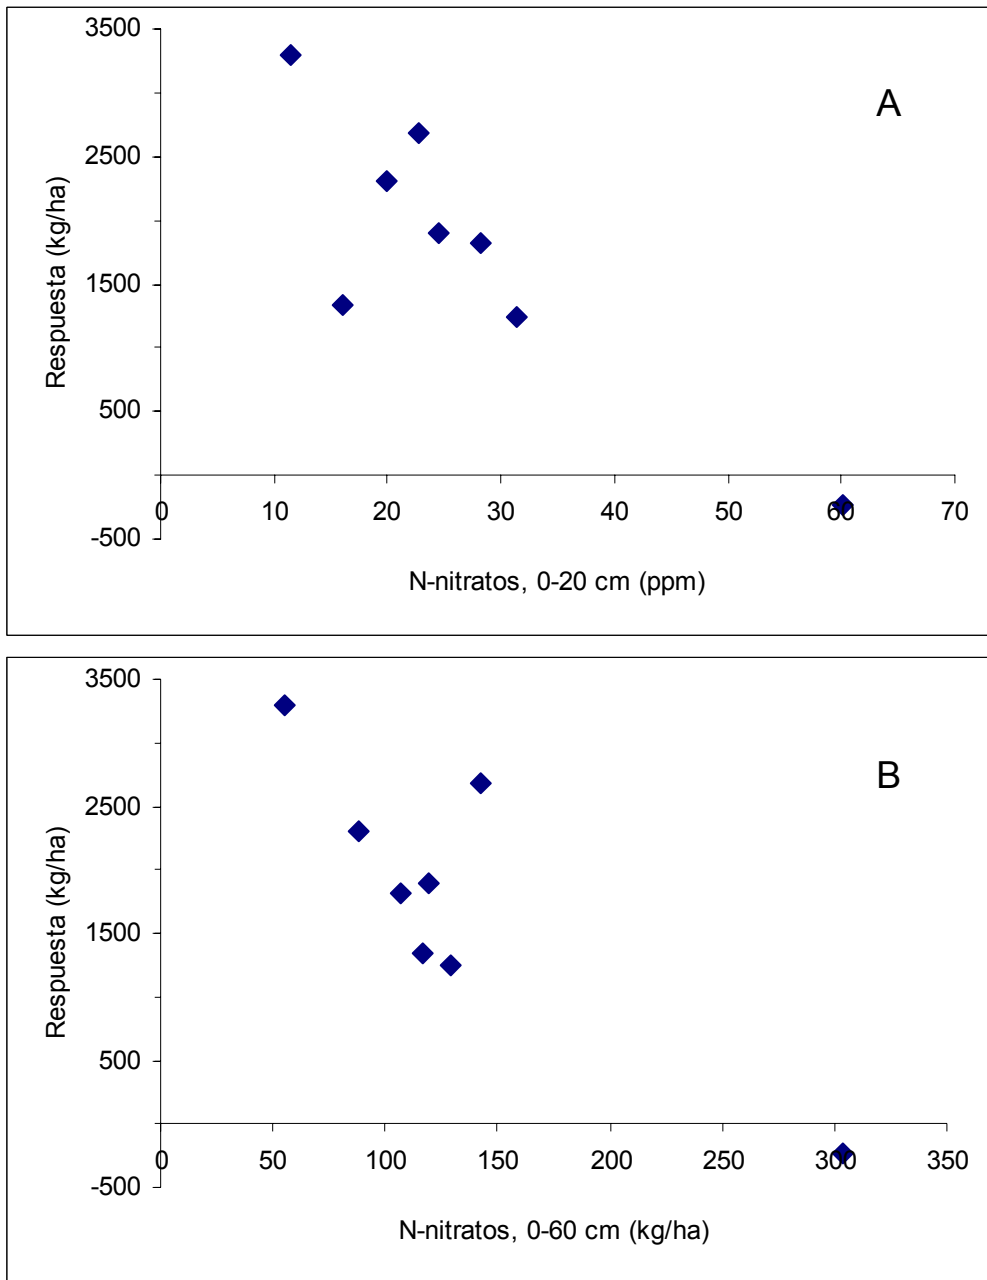 3500
A
2500
Respuesta (kg/ha)
1500
500
0 10 20 30 40 50 60 70
-500
N-nitratos, 0-20 cm (ppm)
3500
B
2500
Respuesta (kg/ha)
1500
500
0 50 100 150 200 250 300 350
-500
N-nitratos, 0-60 cm (kg/ha)